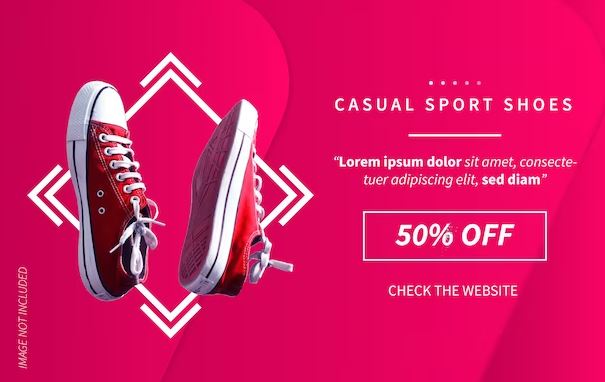 CASUAL SPORT SHOES
“Lorem ipsum dolor sit amet, consecte-
tuer adipiscing elit, sed diam”
50% OFF
CHECK THE WEBSITE
IMAGE NOT INCLUDED